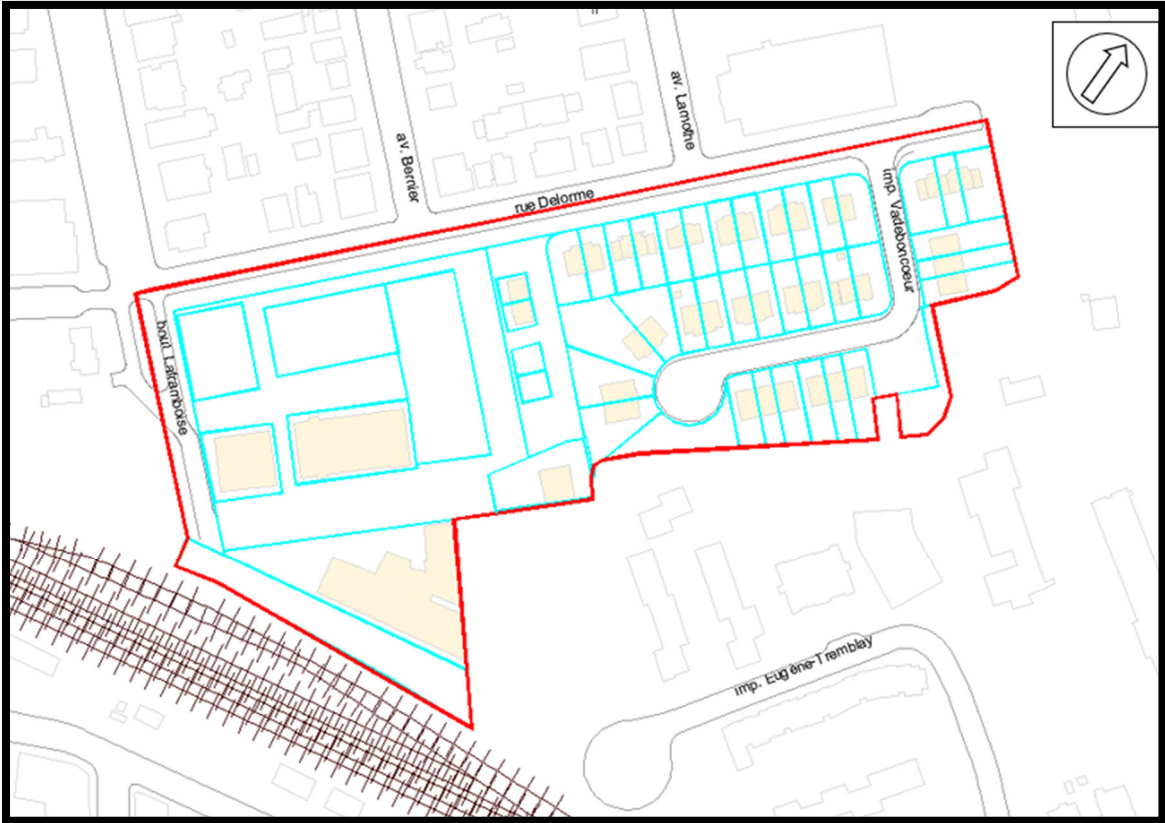 av. Lamothe
av. Bernier
rue Delorme
imp. Vadeboncoeur
boul. Laframboise
imp. Eugène-Tremblay